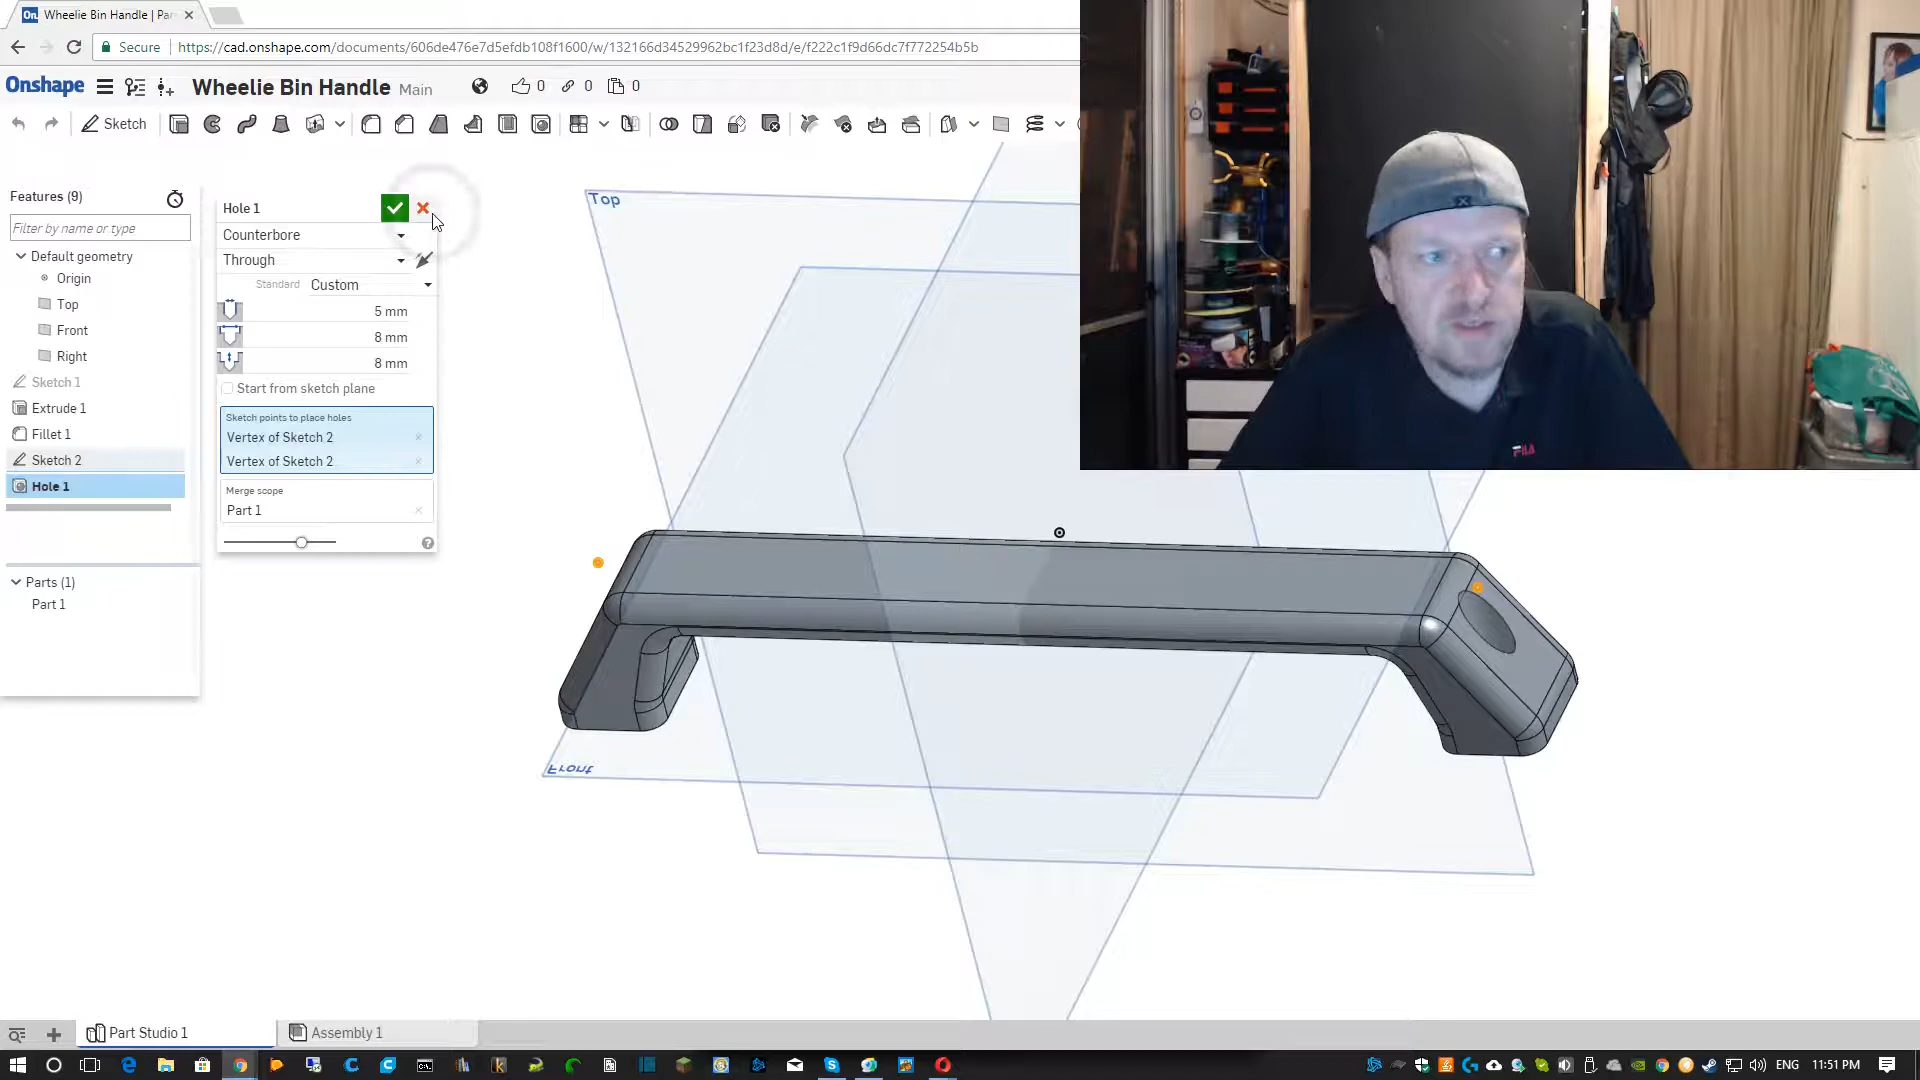 Wheelie Bin Handle | Par
Secure
https://cad.onshape.com/documents/606de476e7d5efdb108f1600/w/132166d34529962bc1f23d8d/e/f222c1f9d66dc7f772254b5b
Onshape
Wheelie Bin Handle
Main
0
0
0
Sketch
Features (9)
Filter by name or type
Default geometry
Origin
Top
Front
Right
Sketch 1
Extrude 1
Fillet 1
Sketch 2
Hole 1
Parts (1)
Part 1
Hole 1
Counterbore
Through
Standard
Custom
5 mm
8 mm
8 mm
Start from sketch plane
Sketch points to place holes
Vertex of Sketch 2
Vertex of Sketch 2
Merge scope
Part 1
Top
Front
FILA
Part Studio 1
Assembly 1
ENG
11:51 PM